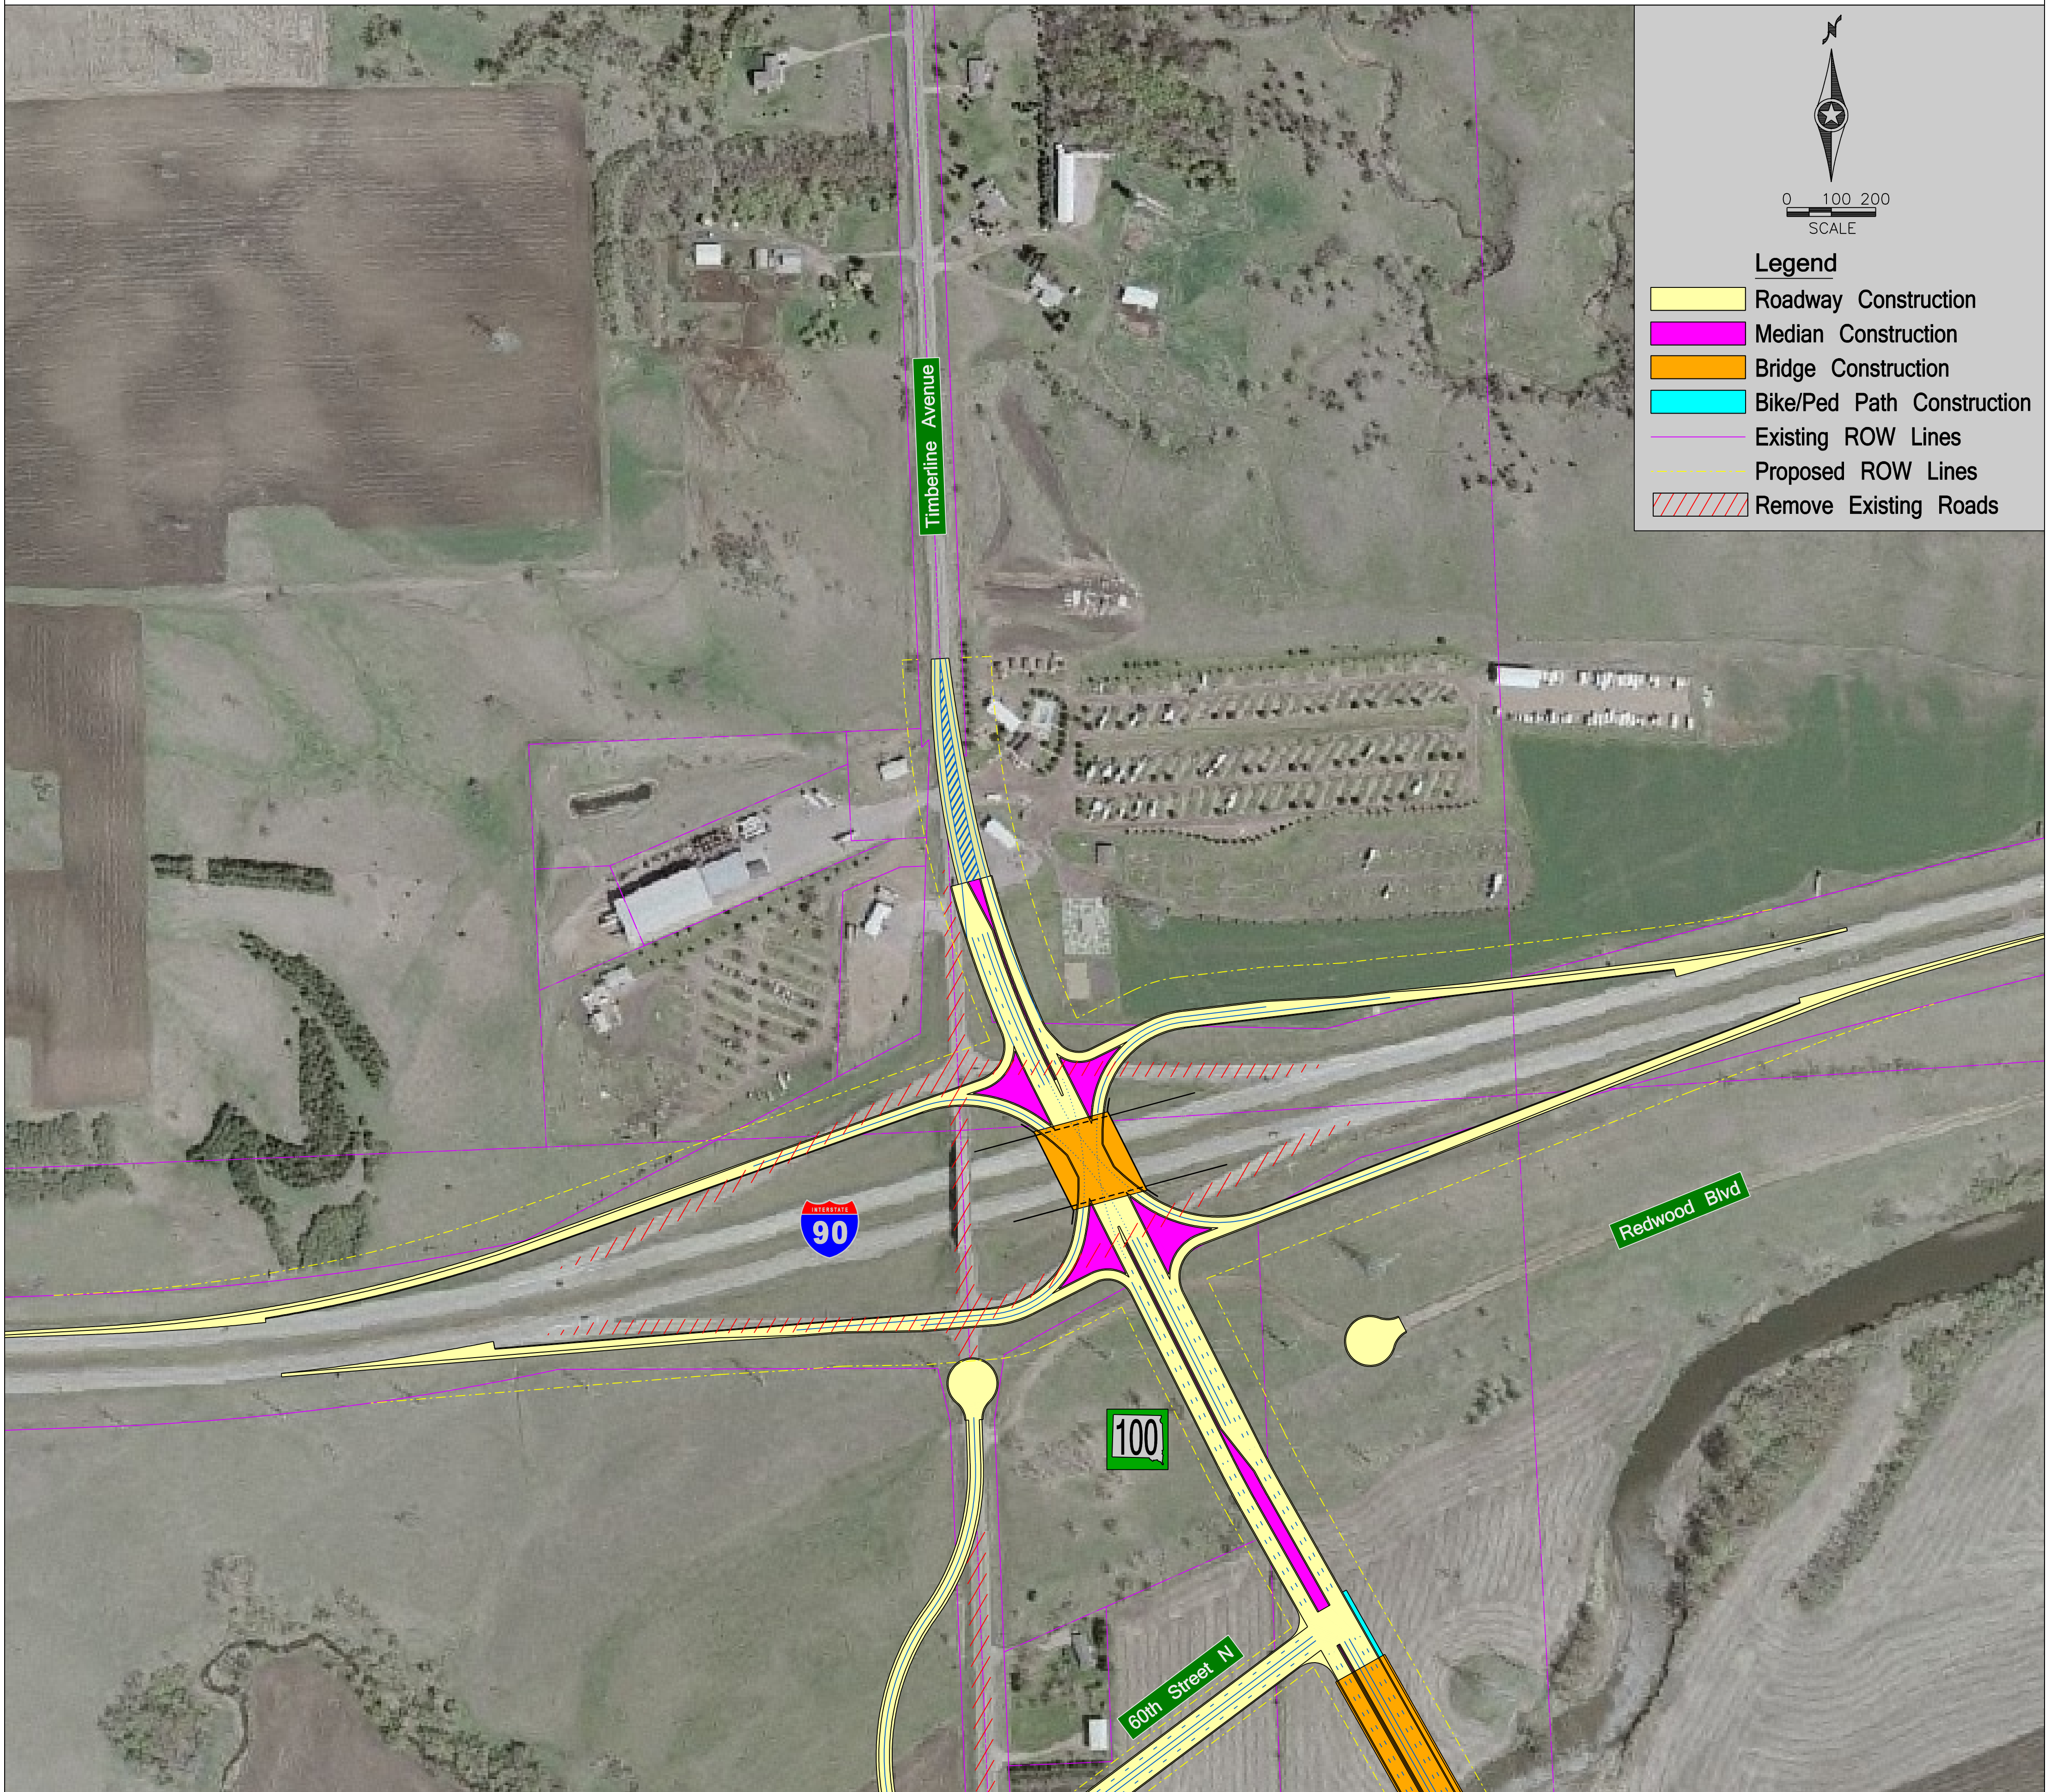 N
0 100 200
SCALE
Legend
Roadway Construction
Median Construction
Bridge Construction
Bike/Ped Path Construction
Existing ROW Lines
Proposed ROW Lines
Remove Existing Roads
Timberline Avenue
INTERSTATE
90
Redwood Blvd
100
60th Street N